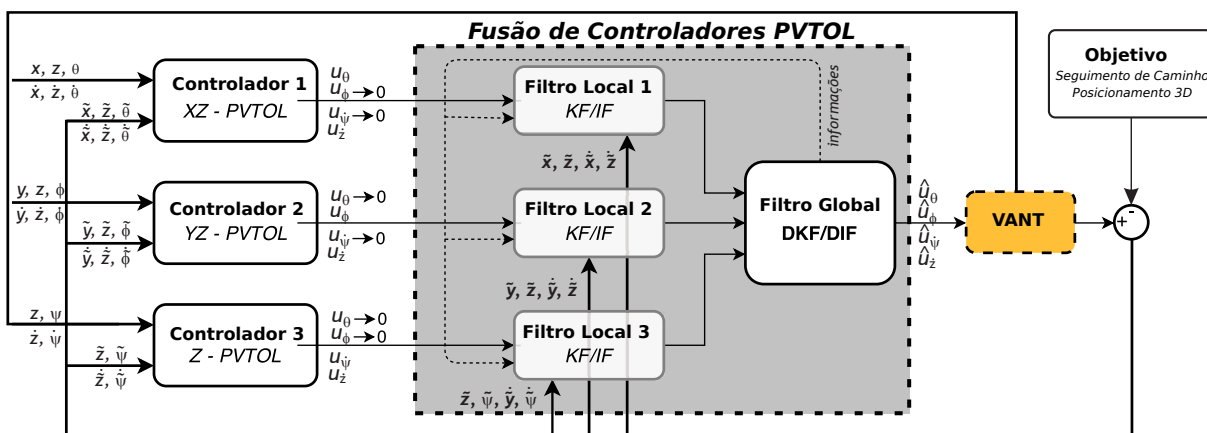 Fusão de Controladores PVTOL
Objetivo
Seguimento de Caminho
Posicionamento 3D
x, z, θ
ẋ, ż, θ̇
x̃, z̃, θ̃
x̃̇, z̃̇, θ̃̇
Controlador 1
XZ - PVTOL
u_θ
u_ϕ → 0
u_ψ̇ → 0
u_ż
Filtro Local 1
KF/IF
informações
x̃, z̃, x̃̇, z̃̇
y, z, ϕ
ẏ, ż, ϕ̇
ỹ, z̃, ϕ̃
ỹ̇, z̃̇, ϕ̃̇
Controlador 2
YZ - PVTOL
u_θ → 0
u_ϕ
u_ψ̇ → 0
u_ż
Filtro Local 2
KF/IF
ỹ, z̃, ỹ̇, z̃̇
Filtro Global
DKF/DIF
û_θ
û_ϕ
û_ψ̇
û_ż
VANT
+ -
z, ψ
ż, ψ̇
z̃, ψ̃
z̃̇, ψ̃̇
Controlador 3
Z - PVTOL
u_θ → 0
u_ϕ → 0
u_ψ̇
u_ż
Filtro Local 3
KF/IF
z̃, ψ̃, ỹ̇, ψ̃̇